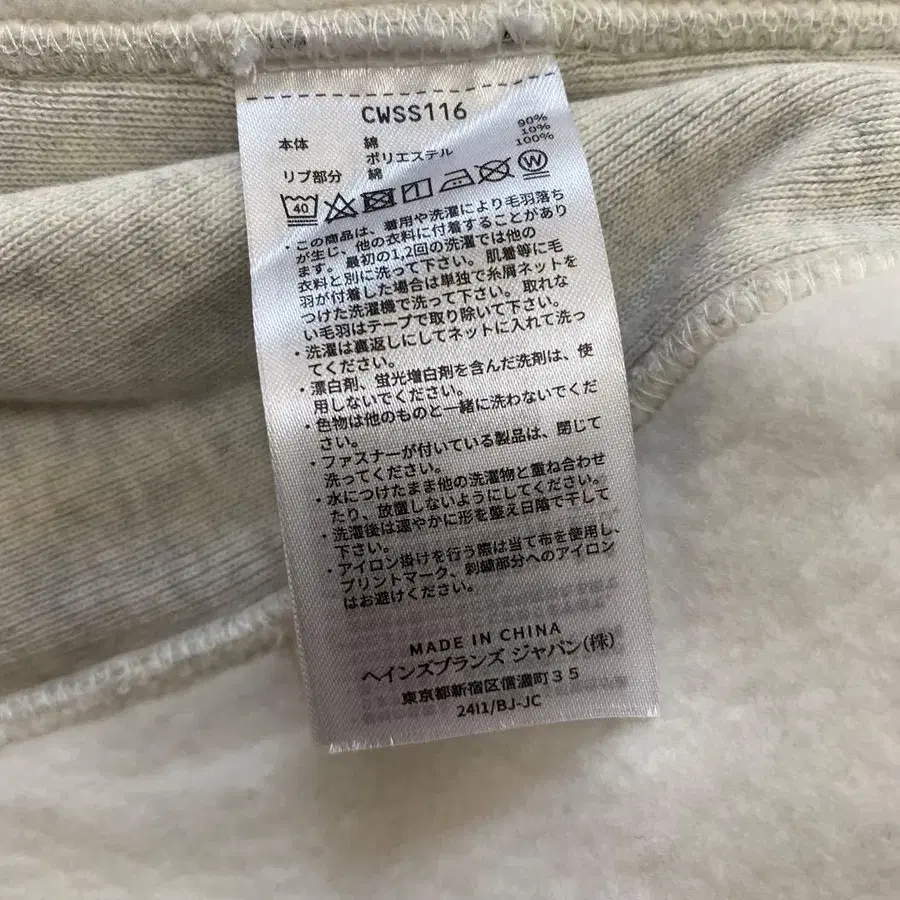 CWSS116
本体 綿 90%
ポリエステル 10%
リブ部分 綿 100%
40
W
・この商品は、着用や洗濯により毛羽落ち
が生じ、他の衣料に付着することがあり
ます。最初の1,2回の洗濯では他の
衣料と別に洗って下さい。肌着等に毛
羽が付着した場合は単独で糸屑ネットを
つけた洗濯機で洗って下さい。取れな
い毛羽はテープで取り除いて下さい。
・洗濯は裏返しにしてネットに入れて洗っ
てください。
・漂白剤、蛍光増白剤を含んだ洗剤は、使
用しないでください。
・色物は他のものと一緒に洗わないでくだ
さい。
・ファスナーが付いている製品は、閉じて
洗ってください。
・水につけたまま他の洗濯物と重ね合わせ
たり、放置しないようにしてください。
・洗濯後は速やかに形を整え日陰で干して
下さい。
・アイロン掛けを行う際は当て布を使用し、
プリントマーク、刺繍部分へのアイロン
はお避けください。
MADE IN CHINA
ヘインズブランズ ジャパン(株)
東京都新宿区信濃町35
24I1/BJ-JC